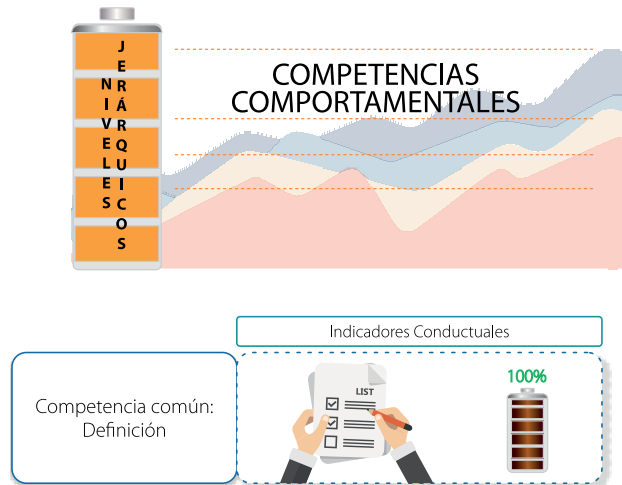 NIVELES
JERÁRQUICOS
COMPETENCIAS
COMPORTAMENTALES
Indicadores Conductuales
Competencia común:
Definición
LIST
100%